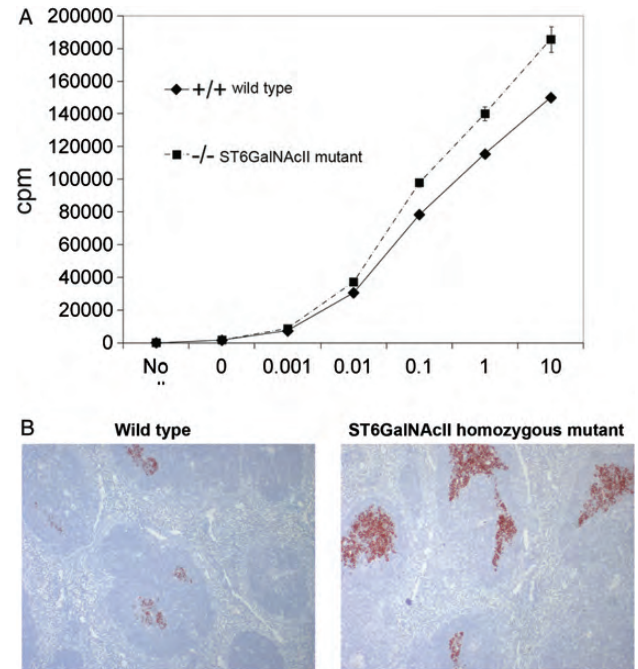 A
200000
180000
160000
140000
120000
100000
80000
60000
40000
20000
0
cpm
+/+ wild type
-/- ST6GalNAcII mutant
No 0 0.001 0.01 0.1 1 10
B
Wild type ST6GalNAcII homozygous mutant